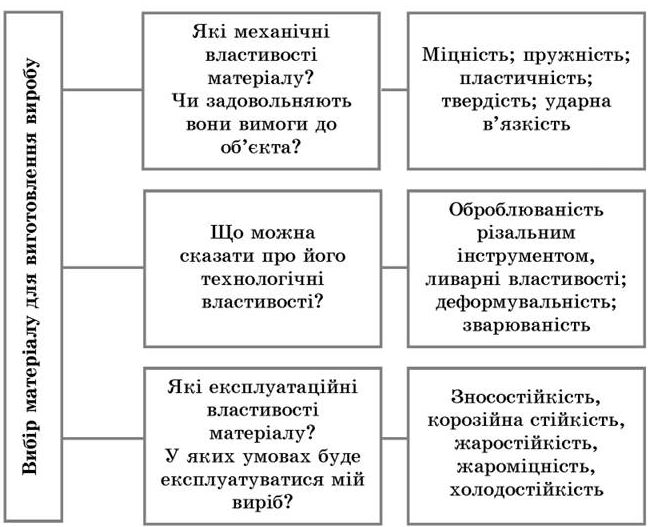 Вибір матеріалу для виготовлення виробу
Які механічні
властивості
матеріалу?
Чи задовольняють
вони вимоги до
об’єкта?
Міцність; пружність;
пластичність;
твердість; ударна
в’язкість
Що можна
сказати про його
технологічні
властивості?
Оброблюваність
різальним
інструментом,
ливарні властивості;
деформувальність;
зварюваність
Які експлуатаційні
властивості
матеріалу?
У яких умовах буде
експлуатуватися мій
виріб?
Зносостійкість,
корозійна стійкість,
жаростійкість,
жароміцність,
холодостійкість